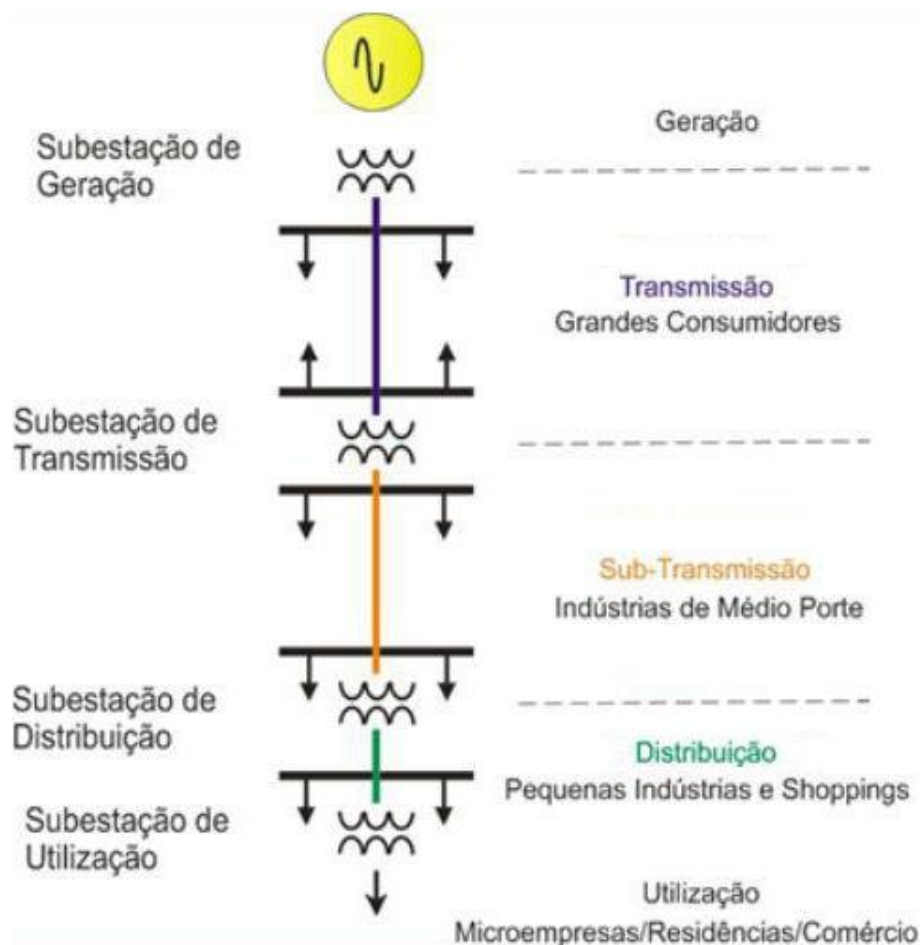 Geração
Subestação de
Geração
Transmissão
Grandes Consumidores
Subestação de
Transmissão
Sub-Transmissão
Indústrias de Médio Porte
Subestação de
Distribuição
Distribuição
Pequenas Indústrias e Shoppings
Subestação de
Utilização
Utilização
Microempresas/Residências/Comércio